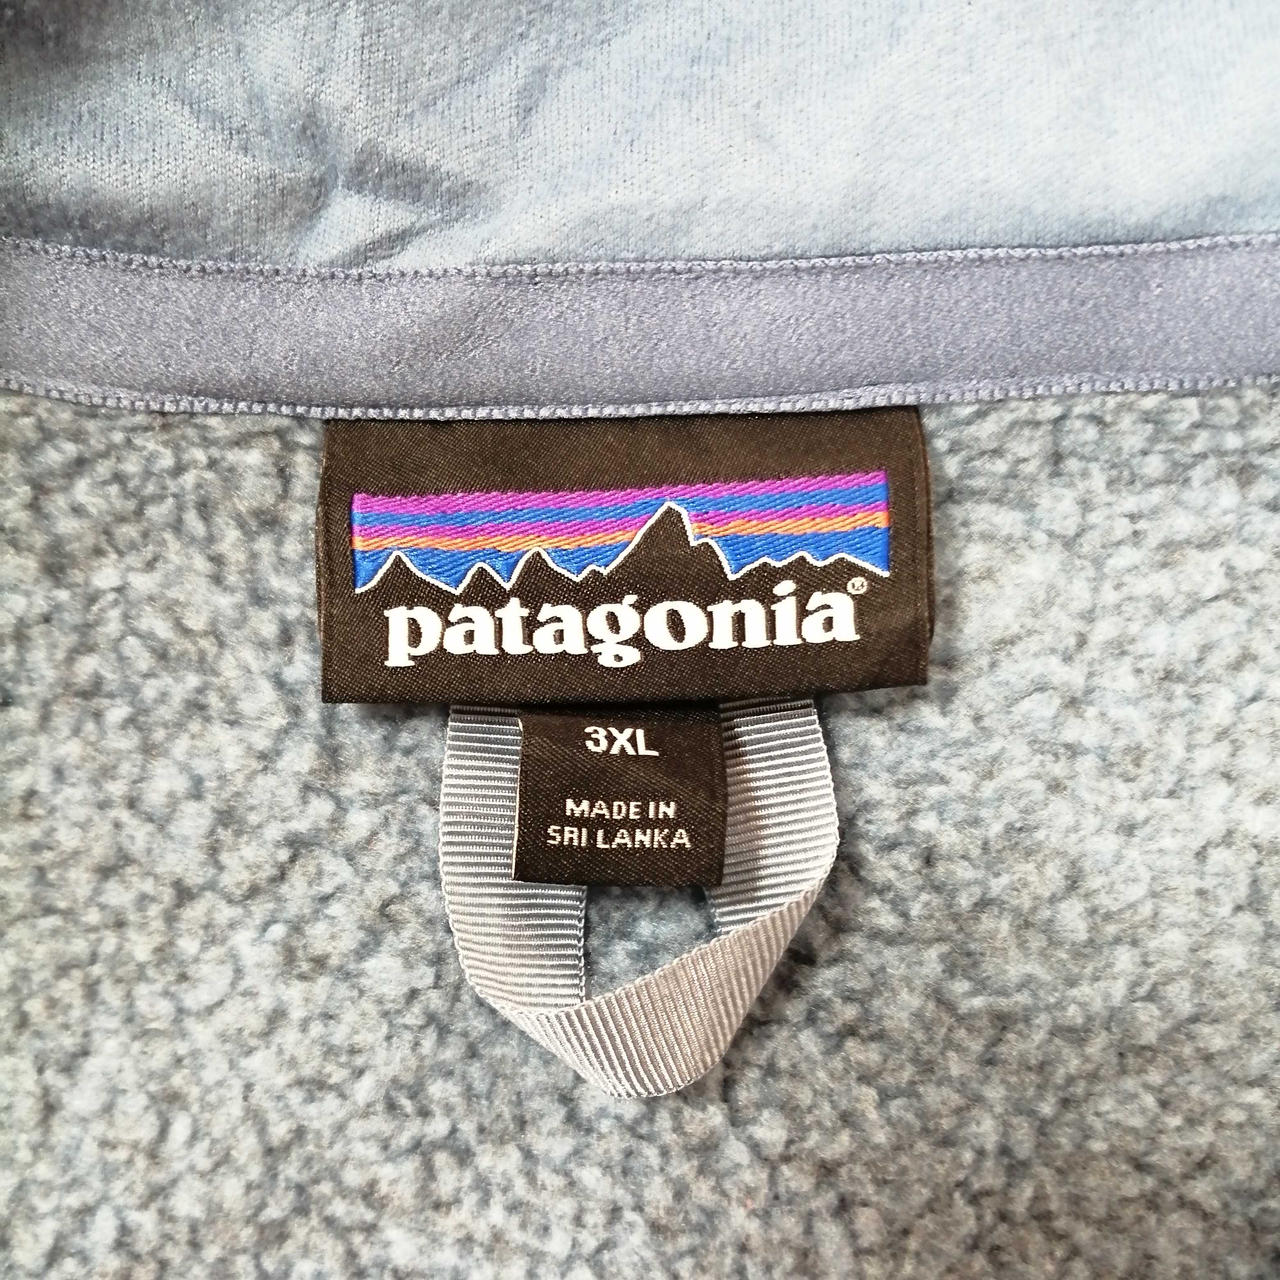 patagonia®
3XL
MADE IN
SRI LANKA